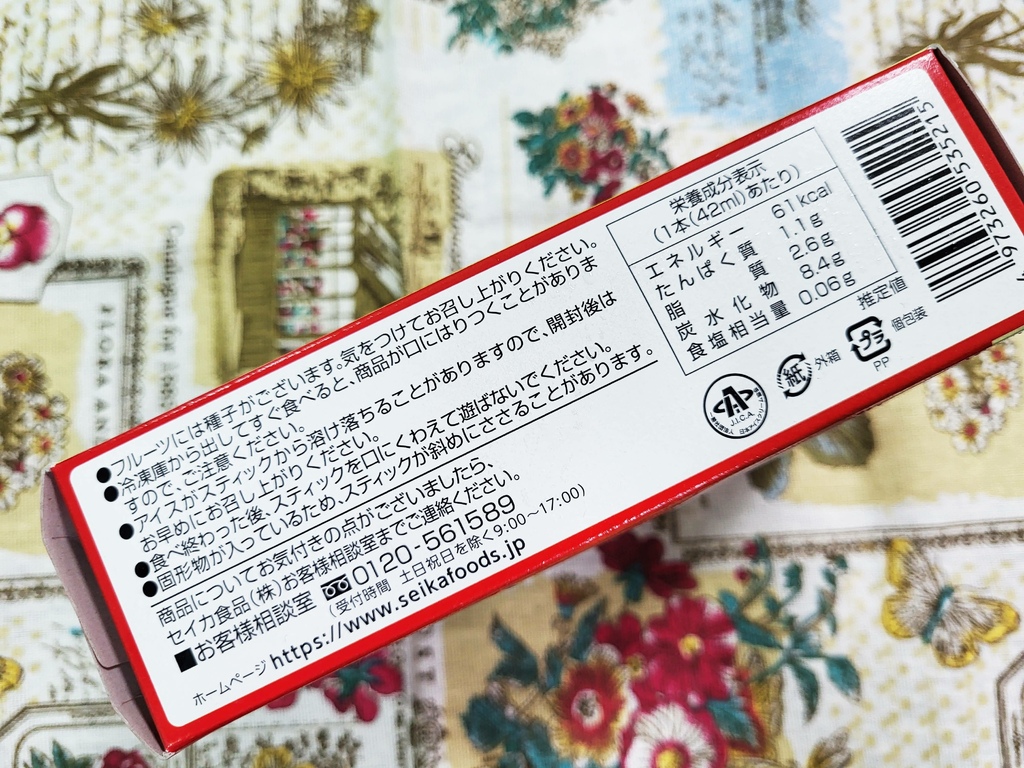 ●フルーツには種子がございます。気をつけてお召し上がりください。
●冷凍庫から出してすぐ食べると、商品が口にはりつくことがありま
すので、ご注意ください。
●アイスがスティックから溶け落ちることがありますので、開封後は
お早めにお召し上がりください。
●食べ終わった後、スティックを口にくわえて遊ばないでください。
●固形物が入っているため、スティックが斜めにささることがあります。
商品についてお気付きの点がございましたら、
セイカ食品(株)お客様相談室までご連絡ください。
■お客様相談室 0120-561589
(受付時間 土日祝日を除く9:00〜17:00)
ホームページ https://www.seikafoods.jp
栄養成分表示
(1本(42ml)あたり)
エネルギー 61kcal
たんぱく質 1.1g
脂質 2.6g
炭水化物 8.4g
食塩相当量 0.06g
推定値
J.I.C.A
紙 外箱
プラ 個包装
PP
4 973260 535215
FLORA AND